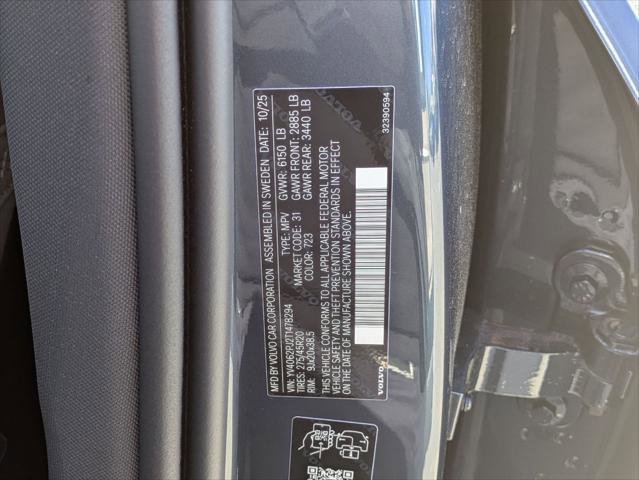 MFD BY VOLVO CAR CORPORATION ASSEMBLED IN SWEDEN DATE: 10/25
VIN: YV4062PU2T1478294 TYPE: MPV GVWR: 6150 LB
TIRES: 275/45R20 MARKET CODE: 31 GAWR FRONT: 2885 LB
RIM: 9Jx20x38.5 COLOR: 723 GAWR REAR: 3440 LB
THIS VEHICLE CONFORMS TO ALL APPLICABLE FEDERAL MOTOR
VEHICLE SAFETY AND THEFT PREVENTION STANDARDS IN EFFECT
ON THE DATE OF MANUFACTURE SHOWN ABOVE.
VOLVO 32390594